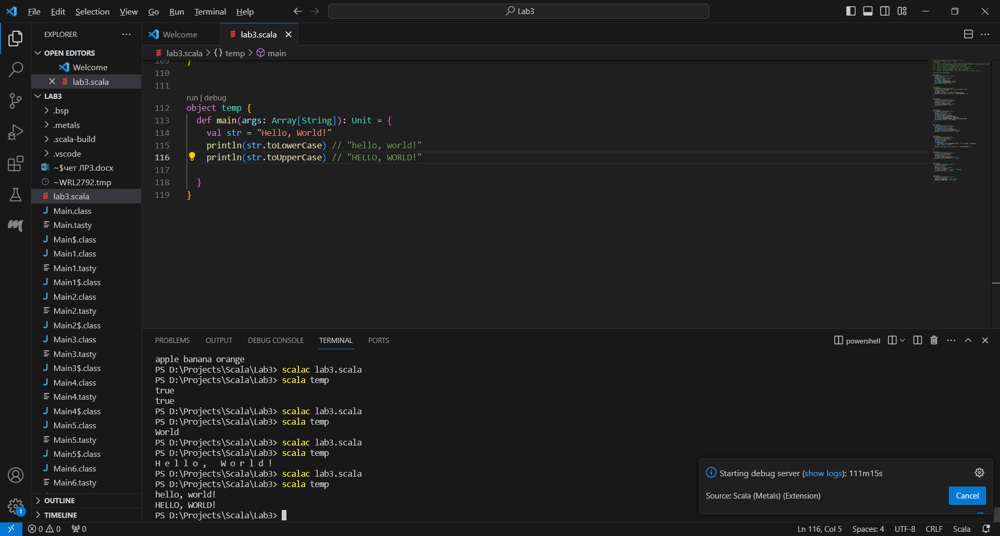 File Edit Selection View Go Run Terminal Help
Lab3
EXPLORER
OPEN EDITORS
Welcome
lab3.scala
LAB3
.bsp
.metals
.scala-build
.vscode
~$чет ЛР3.docx
~WRL2792.tmp
lab3.scala
Main.class
Main.tasty
Main$.class
Main1.class
Main1.tasty
Main1$.class
Main2.class
Main2.tasty
Main2$.class
Main3.class
Main3.tasty
Main3$.class
Main4.class
Main4.tasty
Main4$.class
Main5.class
Main5.tasty
Main5$.class
Main6.class
Main6.tasty
OUTLINE
TIMELINE
Welcome
lab3.scala
lab3.scala > {} temp > main
109 }
110
111
run | debug
112 object temp {
113 def main(args: Array[String]): Unit = {
114 val str = "Hello, World!"
115 println(str.toLowerCase) // "hello, world!"
116 println(str.toUpperCase) // "HELLO, WORLD!"
117
118 }
119 }
PROBLEMS OUTPUT DEBUG CONSOLE TERMINAL PORTS
powershell
apple banana orange
PS D:\Projects\Scala\Lab3> scalac lab3.scala
PS D:\Projects\Scala\Lab3> scala temp
true
true
PS D:\Projects\Scala\Lab3> scalac lab3.scala
PS D:\Projects\Scala\Lab3> scala temp
World
PS D:\Projects\Scala\Lab3> scalac lab3.scala
PS D:\Projects\Scala\Lab3> scala temp
H e l l o ,   W o r l d !
PS D:\Projects\Scala\Lab3> scalac lab3.scala
PS D:\Projects\Scala\Lab3> scala temp
hello, world!
HELLO, WORLD!
PS D:\Projects\Scala\Lab3>
Starting debug server (show logs): 111m15s
Source: Scala (Metals) (Extension)
Cancel
1
0 0 0
Ln 116, Col 5 Spaces: 4 UTF-8 CRLF Scala